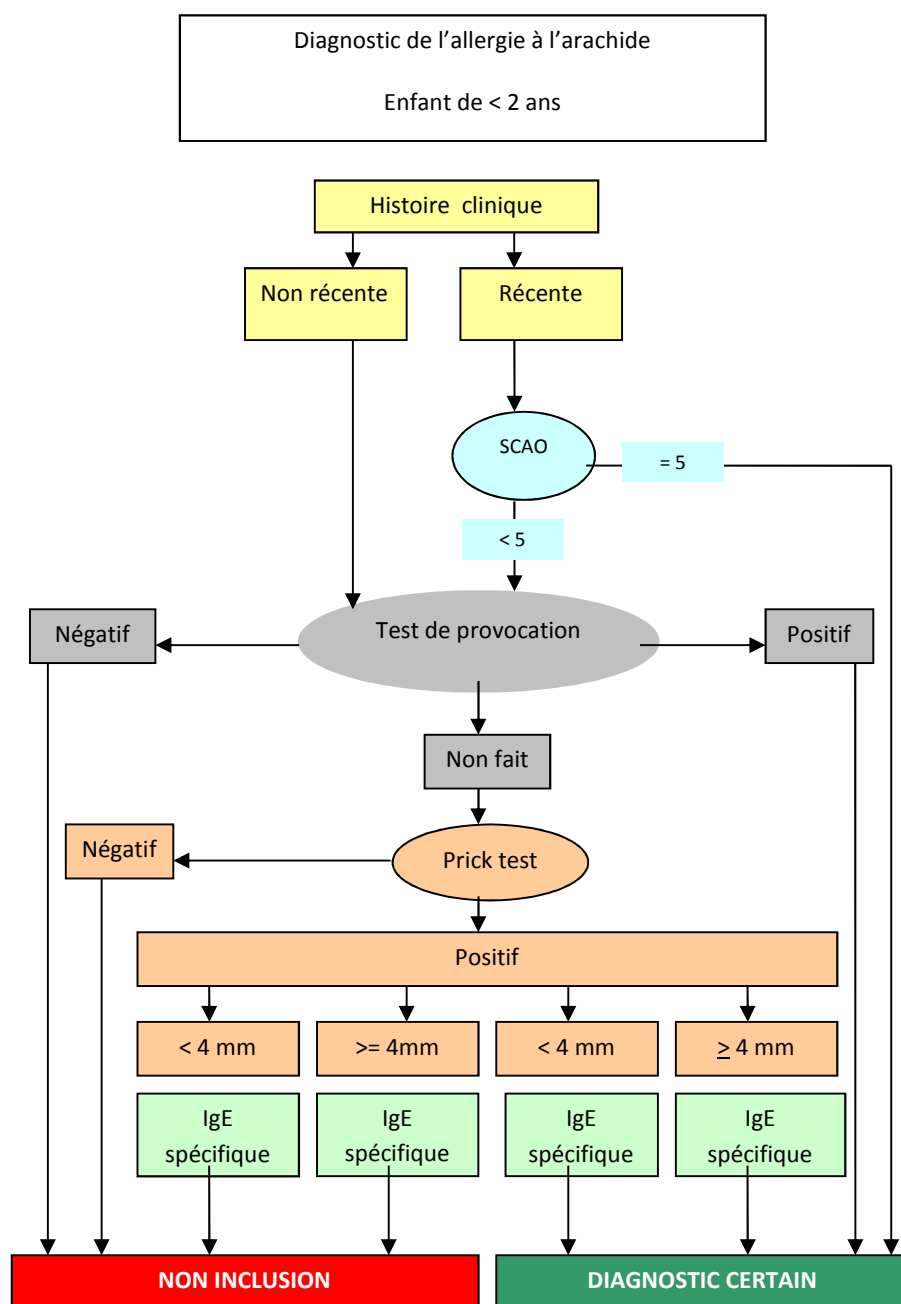 Diagnostic de l’allergie à l’arachide
Enfant de < 2 ans
Histoire clinique
Non récente
Récente
SCAO
= 5
< 5
Négatif
Test de provocation
Positif
Non fait
Négatif
Prick test
Positif
< 4 mm
>= 4mm
< 4 mm
≥ 4 mm
IgE
spécifique
IgE
spécifique
IgE
spécifique
IgE
spécifique
NON INCLUSION
DIAGNOSTIC CERTAIN